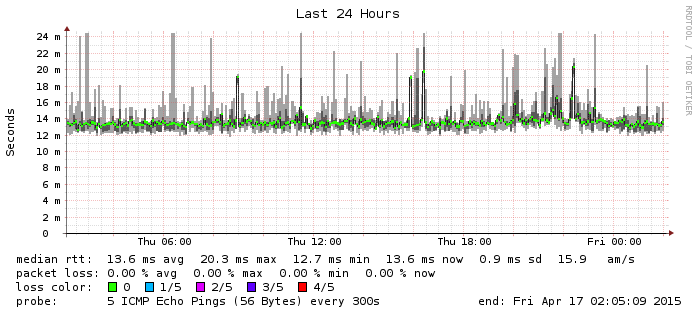 Last 24 Hours
RRDTOOL / TOBI OETIKER
Seconds
24 m
22 m
20 m
18 m
16 m
14 m
12 m
10 m
8 m
6 m
4 m
2 m
0
Thu 06:00 Thu 12:00 Thu 18:00 Fri 00:00
median rtt: 13.6 ms avg 20.3 ms max 12.7 ms min 13.6 ms now 0.9 ms sd 15.9 am/s
packet loss: 0.00 % avg 0.00 % max 0.00 % min 0.00 % now
loss color: 0 1/5 2/5 3/5 4/5
probe: 5 ICMP Echo Pings (56 Bytes) every 300s end: Fri Apr 17 02:05:09 2015